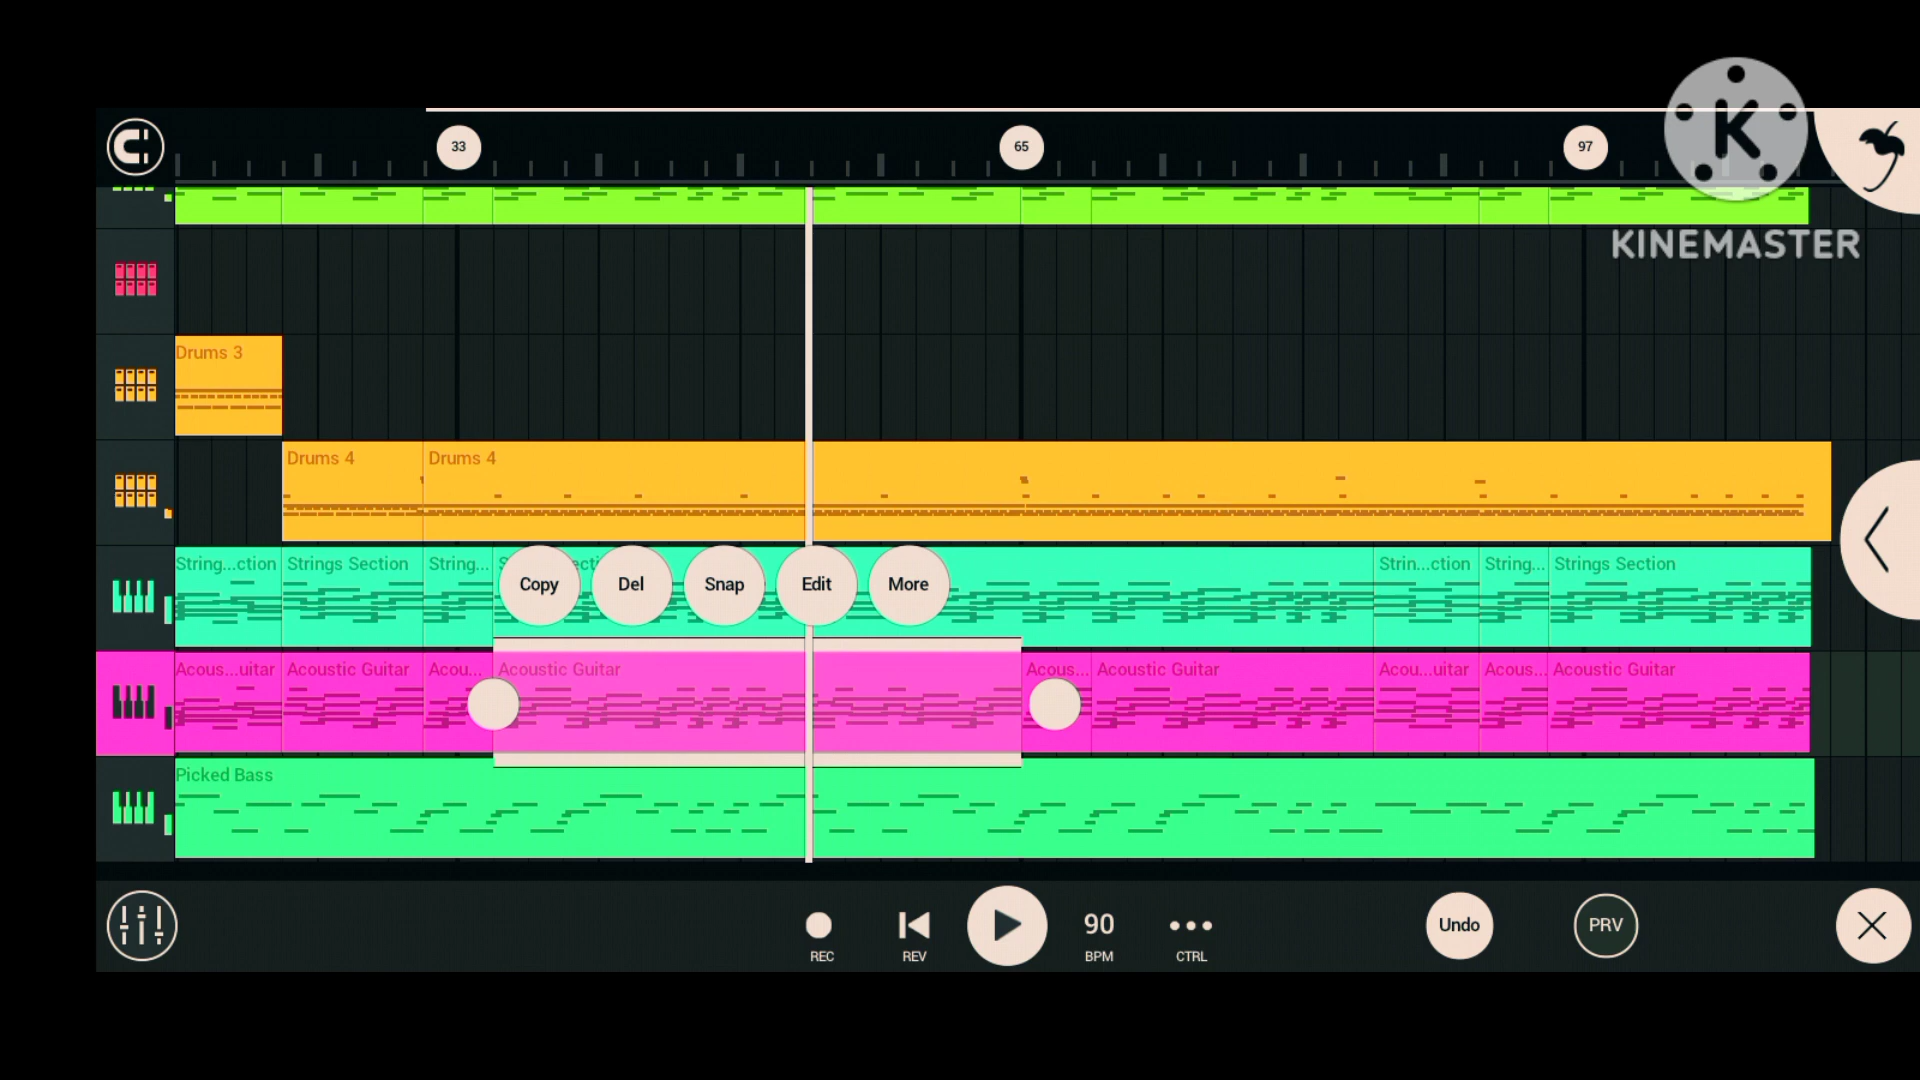 33 65 97
K
KINEMASTER
Drums 3
Drums 4 Drums 4
String...ction Strings Section String... Strin...ction String... Strings Section
Copy Del Snap Edit More
Acous...uitar Acoustic Guitar Acou... Acoustic Guitar Acous... Acoustic Guitar Acou...uitar Acous... Acoustic Guitar
Picked Bass
90 Undo PRV
REC REV BPM CTRL